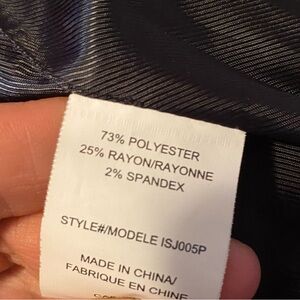 73% POLYESTER
25% RAYON/RAYONNE
2% SPANDEX
STYLE#/MODELE ISJ005P
MADE IN CHINA/
FABRIQUE EN CHINE